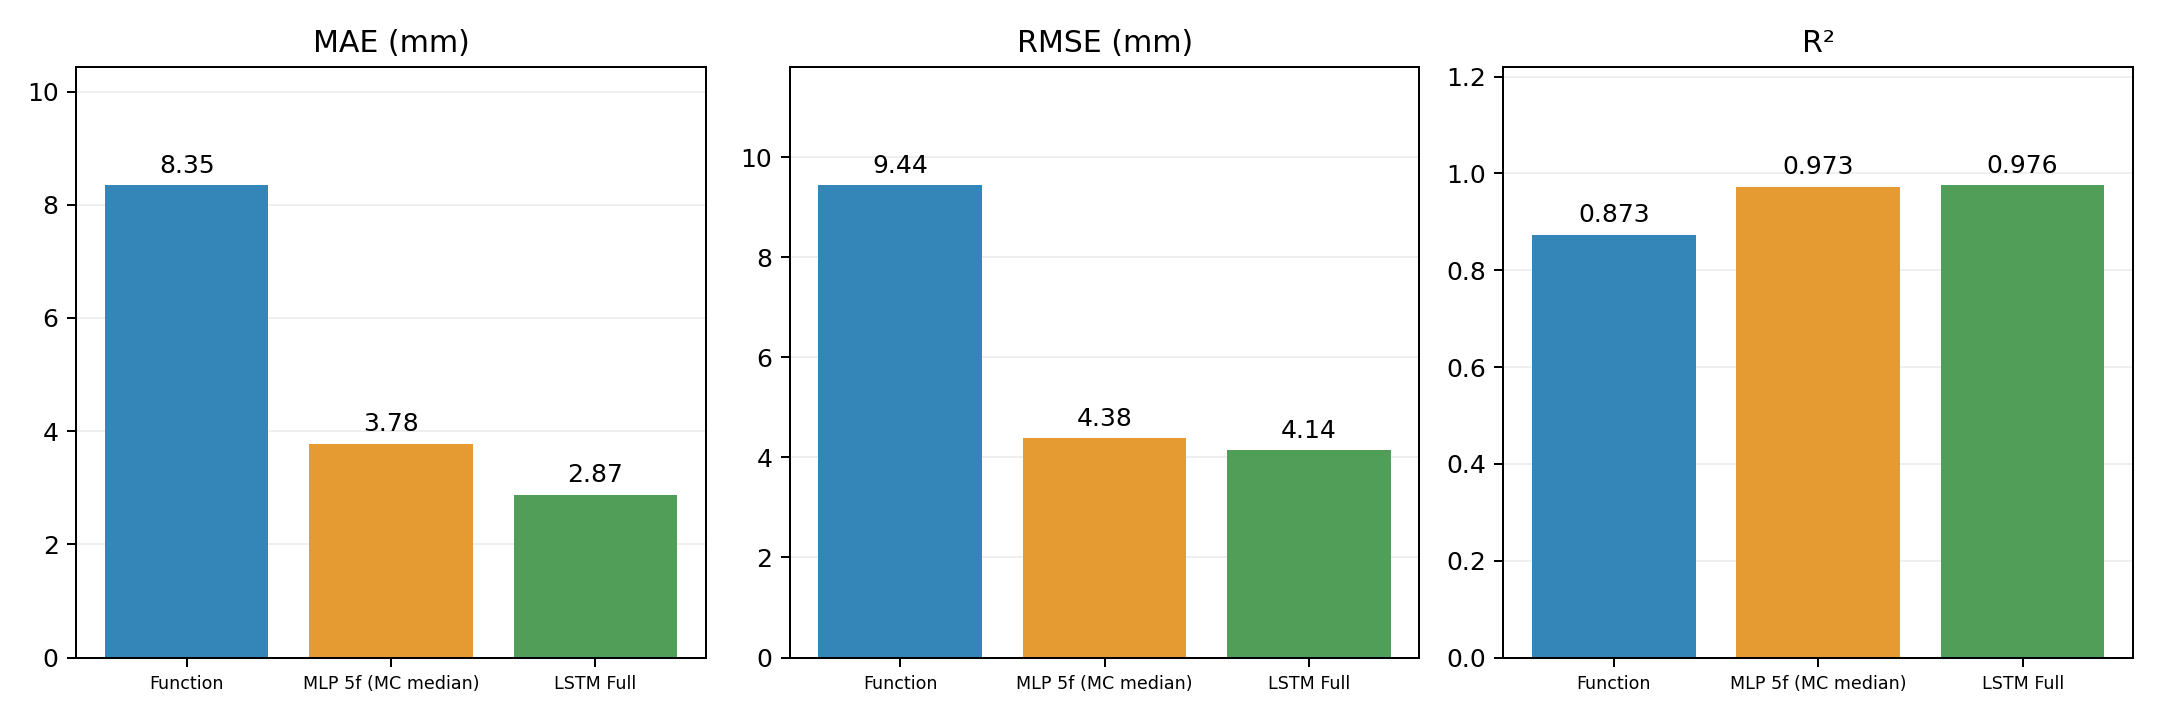 MAE (mm)
10
8
6
4
2
0
8.35
3.78
2.87
Function
MLP 5f (MC median)
LSTM Full
RMSE (mm)
10
8
6
4
2
0
9.44
4.38
4.14
Function
MLP 5f (MC median)
LSTM Full
R²
1.2
1.0
0.8
0.6
0.4
0.2
0.0
0.873
0.973
0.976
Function
MLP 5f (MC median)
LSTM Full